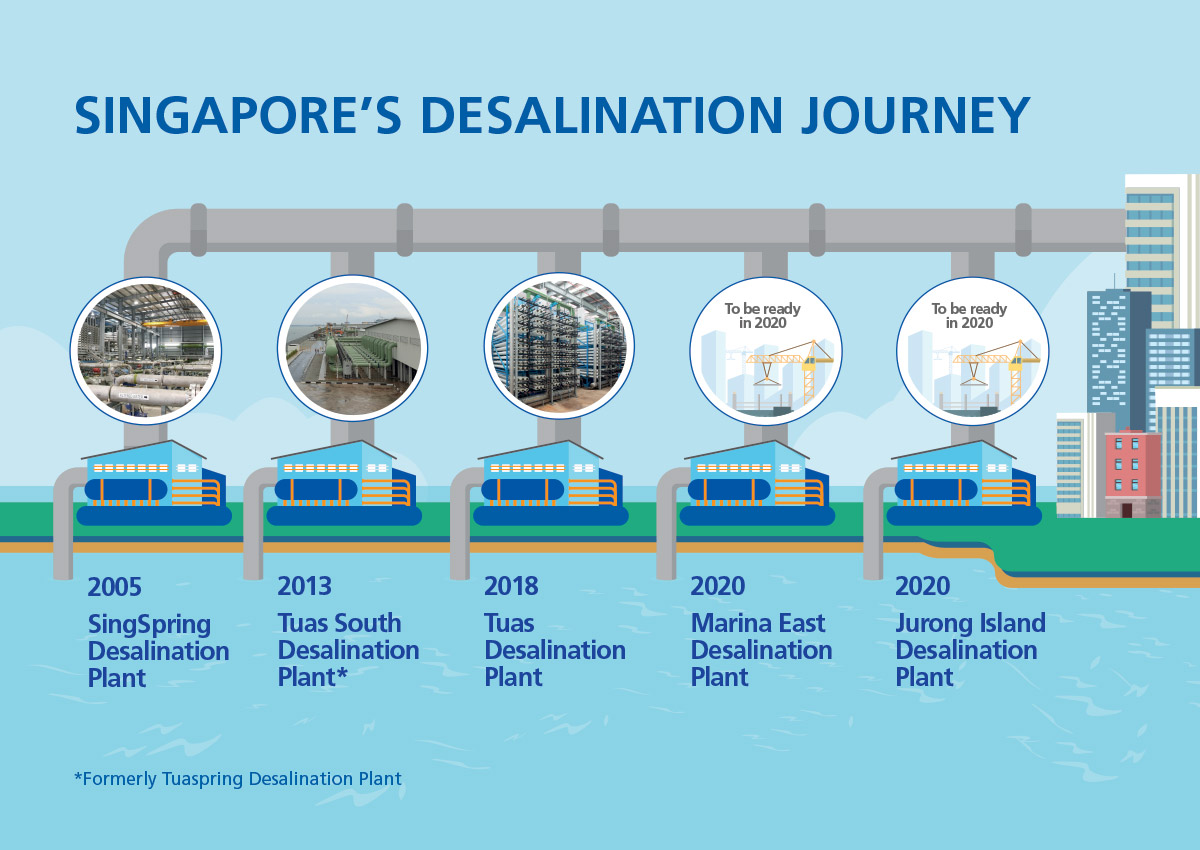 SINGAPORE'S DESALINATION JOURNEY
To be ready
in 2020
To be ready
in 2020
2005
SingSpring
Desalination
Plant
2013
Tuas South
Desalination
Plant*
2018
Tuas
Desalination
Plant
2020
Marina East
Desalination
Plant
2020
Jurong Island
Desalination
Plant
*Formerly Tuaspring Desalination Plant